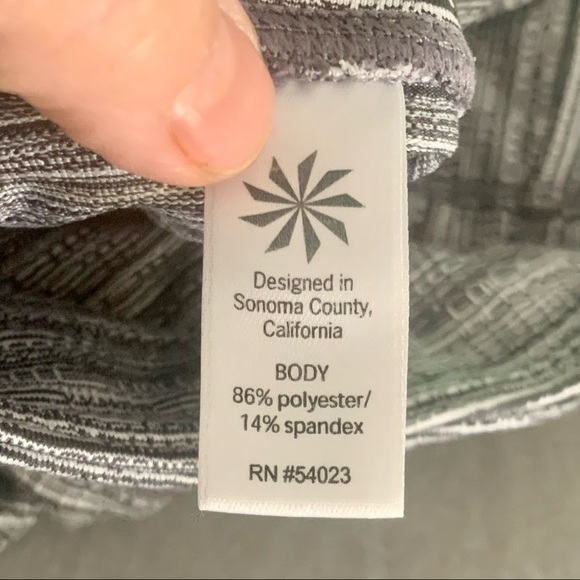 Designed in
Sonoma County,
California
BODY
86% polyester/
14% spandex
RN #54023